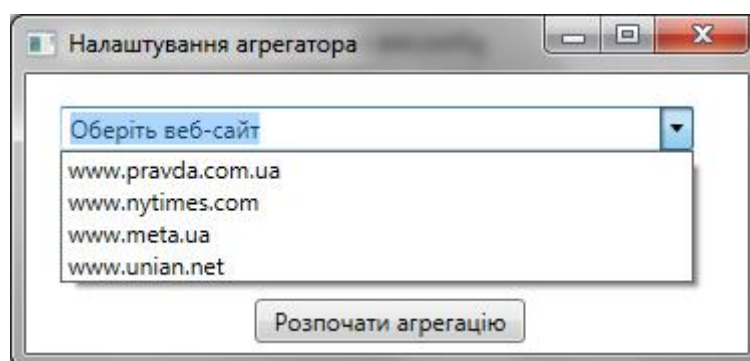 Налаштування агрегатора
Оберіть веб-сайт
www.pravda.com.ua
www.nytimes.com
www.meta.ua
www.unian.net
Розпочати агрегацію